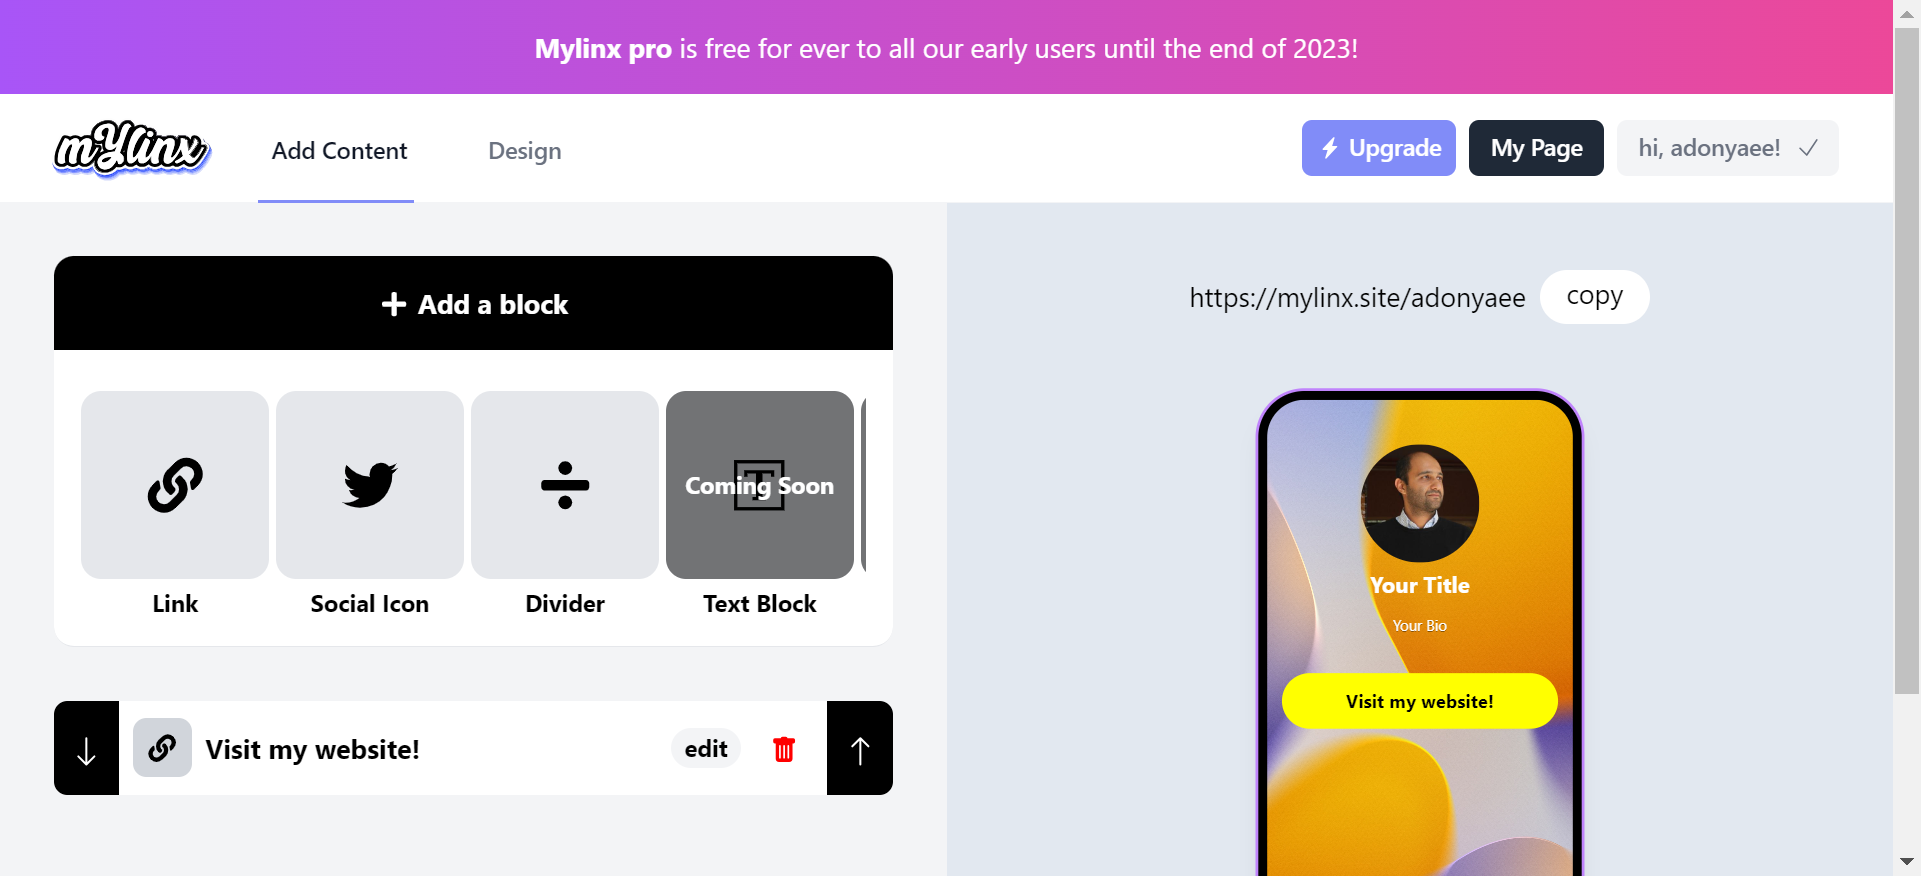 Mylinx pro is free for ever to all our early users until the end of 2023!
mYlinx
Add Content
Design
Upgrade
My Page
hi, adonyaee!
Add a block
Coming Soon
Link
Social Icon
Divider
Text Block
Visit my website!
edit
https://mylinx.site/adonyaee
copy
Your Title
Your Bio
Visit my website!